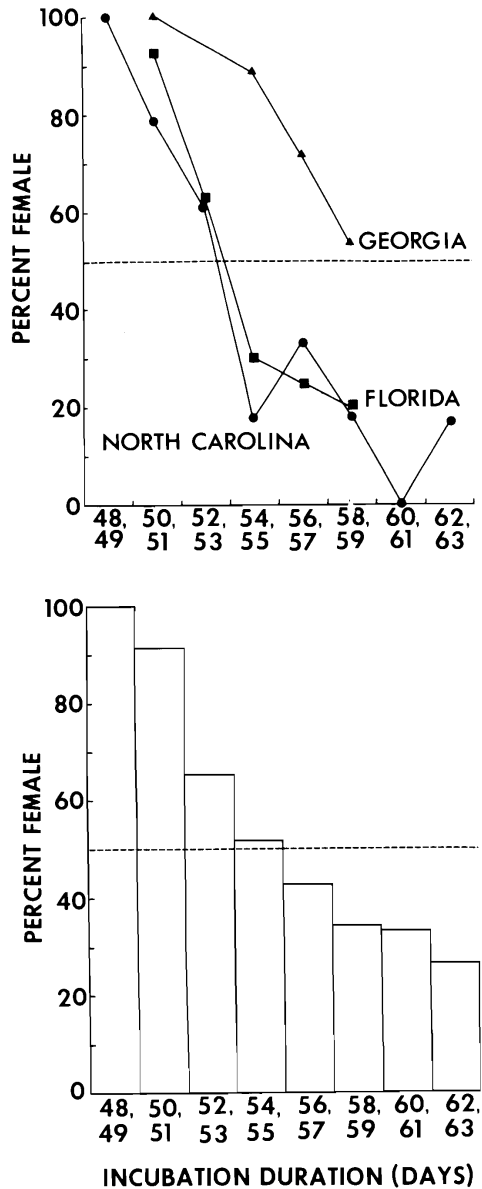 100
80
60
40
20
0
PERCENT FEMALE
GEORGIA
FLORIDA
NORTH CAROLINA
48, 50, 52, 54, 56, 58, 60, 62,
49 51 53 55 57 59 61 63
100
80
60
40
20
0
PERCENT FEMALE
48, 50, 52, 54, 56, 58, 60, 62,
49 51 53 55 57 59 61 63
INCUBATION DURATION (DAYS)